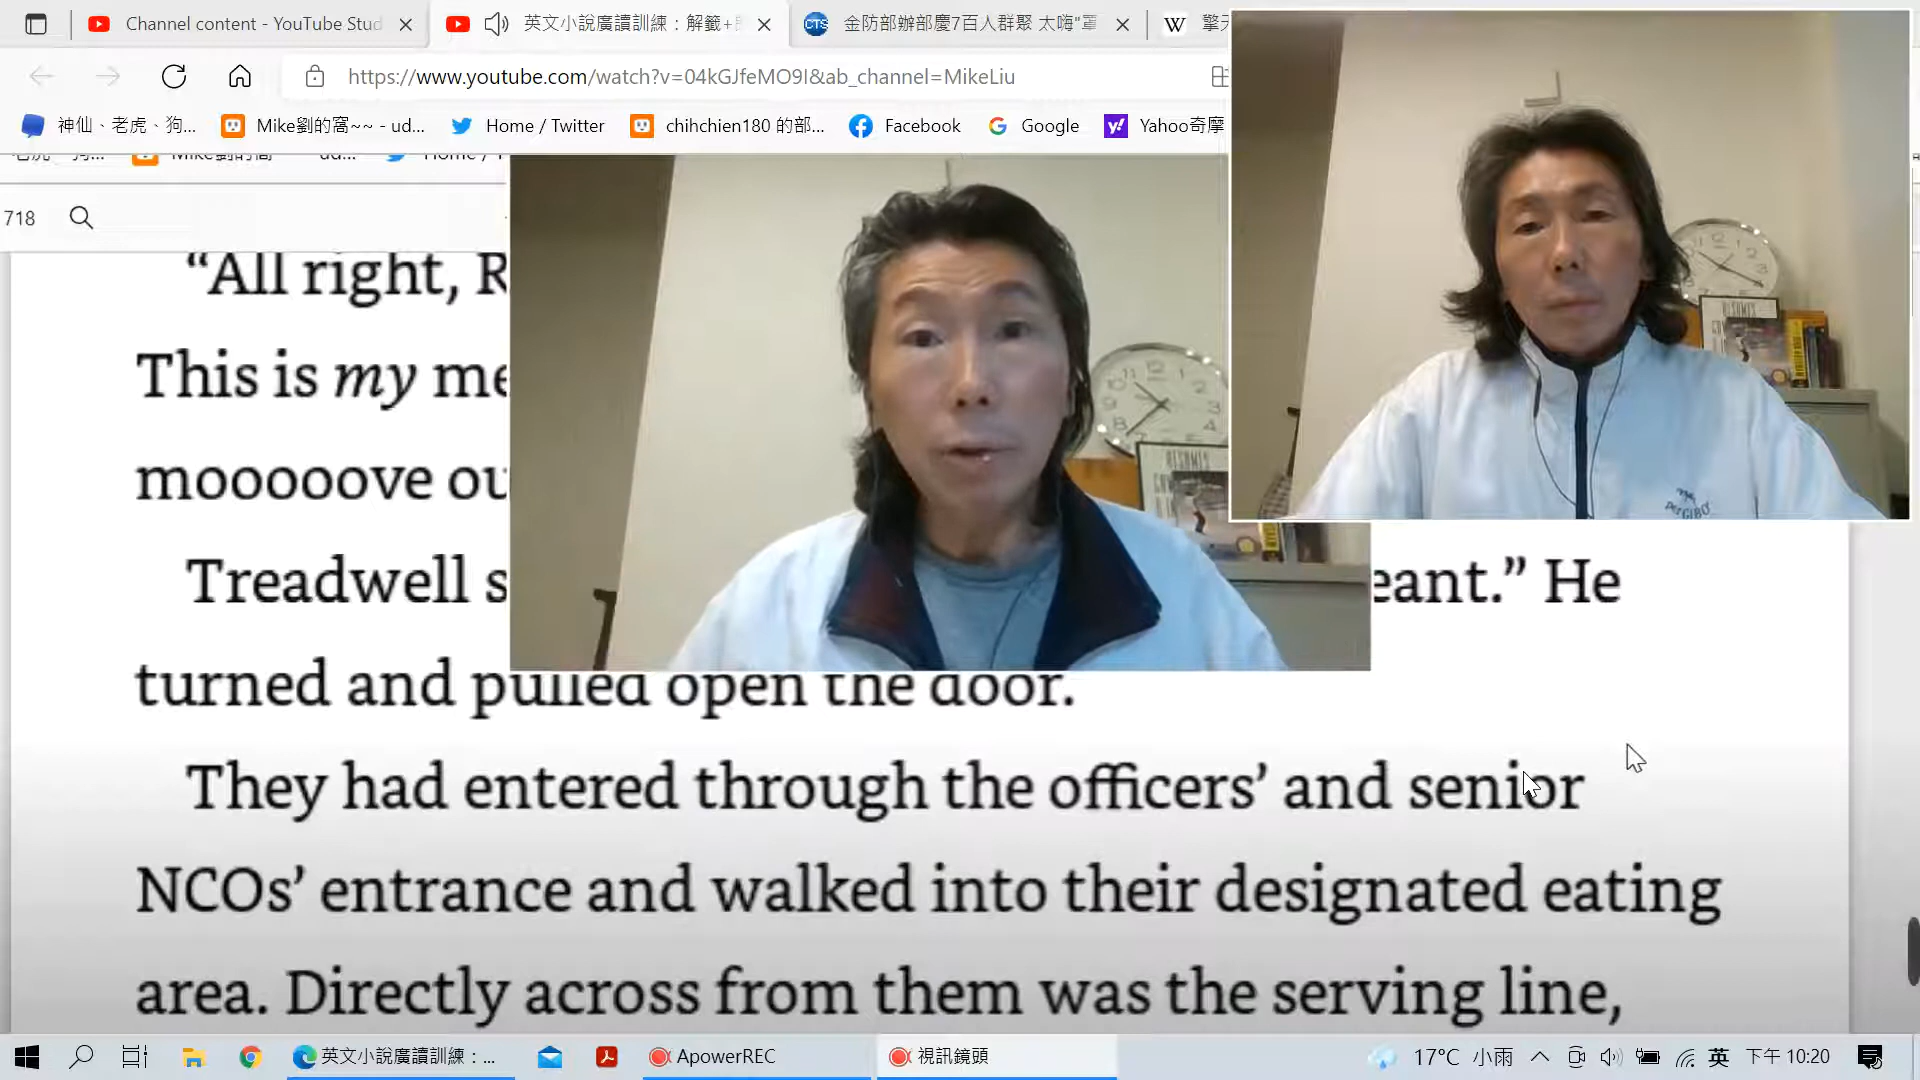 Channel content - YouTube Stud
英文小說廣讀訓練：解籤+
金防部辦部慶7百人群聚 太嗨"罩
https://www.youtube.com/watch?v=04kGJfeMO9I&ab_channel=MikeLiu
神仙、老虎、狗...
Mike劉的窩~~ - ud...
Home / Twitter
chihchien180 的部...
Facebook
Google
Yahoo奇摩
718
“All right, R
This is my me
mooooove ou
Treadwell s
eant.” He
turned and pulled open the door.
They had entered through the officers’ and senior
NCOs’ entrance and walked into their designated eating
area. Directly across from them was the serving line,
英文小說廣讀訓練：...
ApowerREC
視訊鏡頭
17°C 小雨
英
下午 10:20